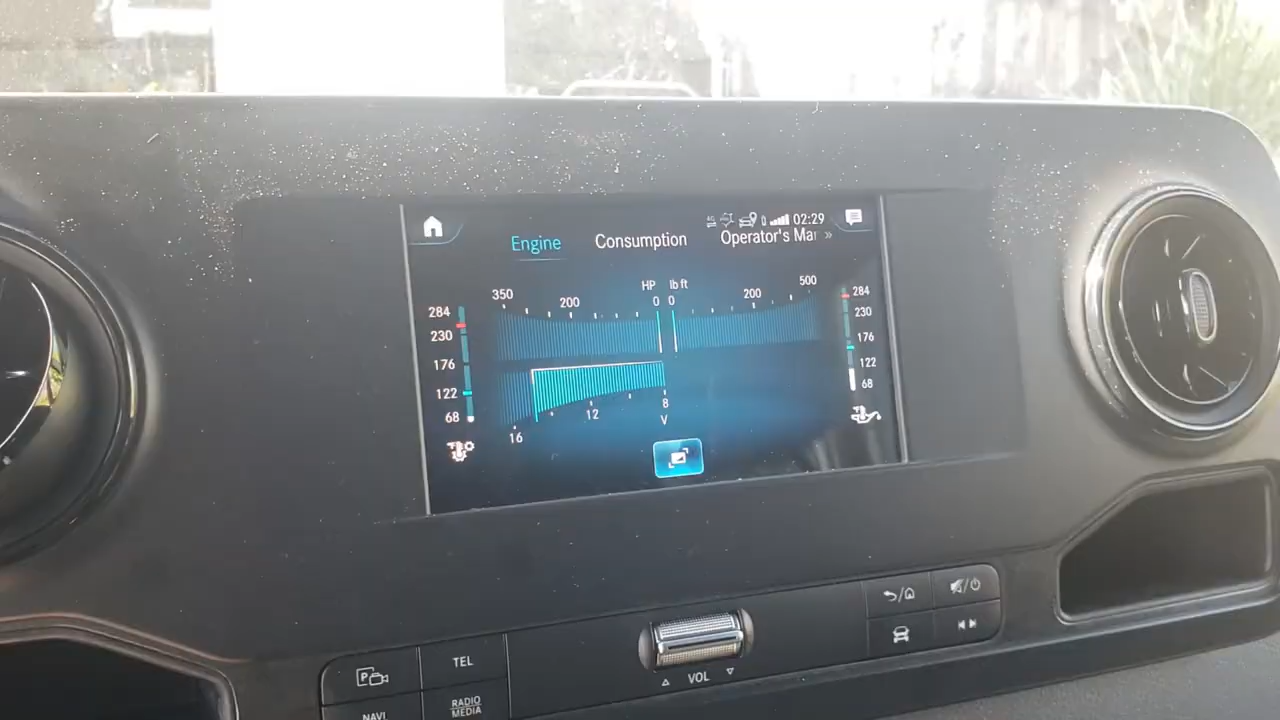 4G 02:29
Engine Consumption Operator's Mar »
350 200 HP lb ft 200 500
0 0
284
230
176
122
68
284
230
176
122
68
16 12 8
V
P
TEL
NAVI
RADIO
MEDIA
VOL